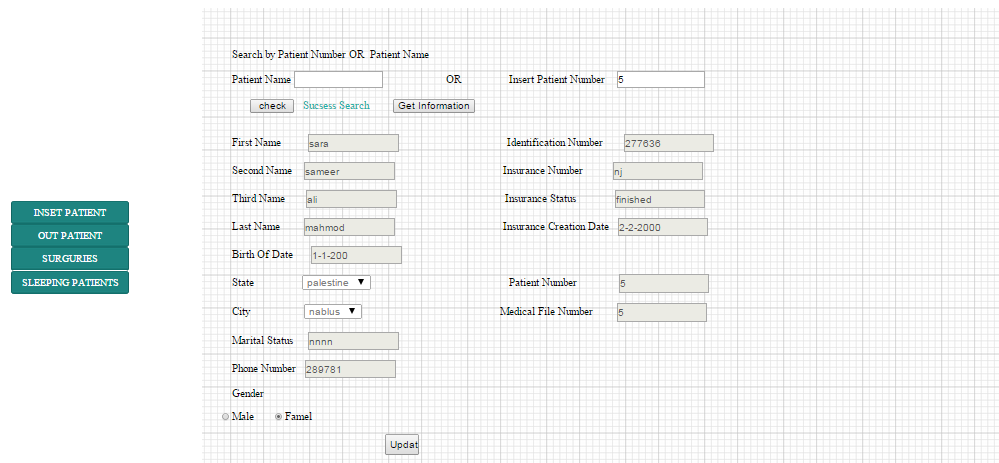 INSET PATIENT
OUT PATIENT
SURGURIES
SLEEPING PATIENTS
Search by Patient Number OR Patient Name
Patient Name OR Insert Patient Number 5
check Sucsess Search Get Information
First Name sara Identification Number 277636
Second Name sameer Insurance Number nj
Third Name ali Insurance Status finished
Last Name mahmod Insurance Creation Date 2-2-2000
Birth Of Date 1-1-200
State palestine Patient Number 5
City nablus Medical File Number 5
Marital Status nnnn
Phone Number 289781
Gender
Male Famel
Updat